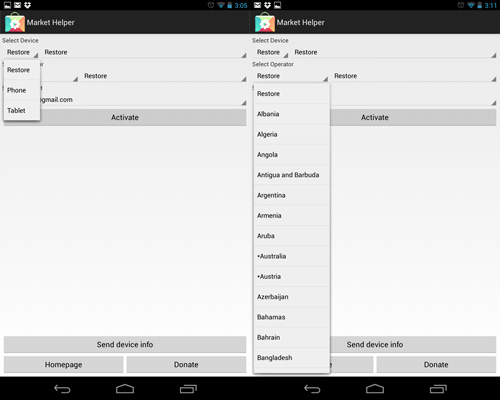 3:05
Market Helper
Select Device
Restore Restore
Restore
Phone
Tablet
or
Restore
@gmail.com
Activate
Send device info
Homepage Donate
3:11
Market Helper
Select Device
Restore Restore
Select Operator
Restore Restore
Restore
Albania
Algeria
Angola
Antigua and Barbuda
Argentina
Armenia
Aruba
•Australia
•Austria
Azerbaijan
Bahamas
Bahrain
Bangladesh
Activate
Send device info
Donate